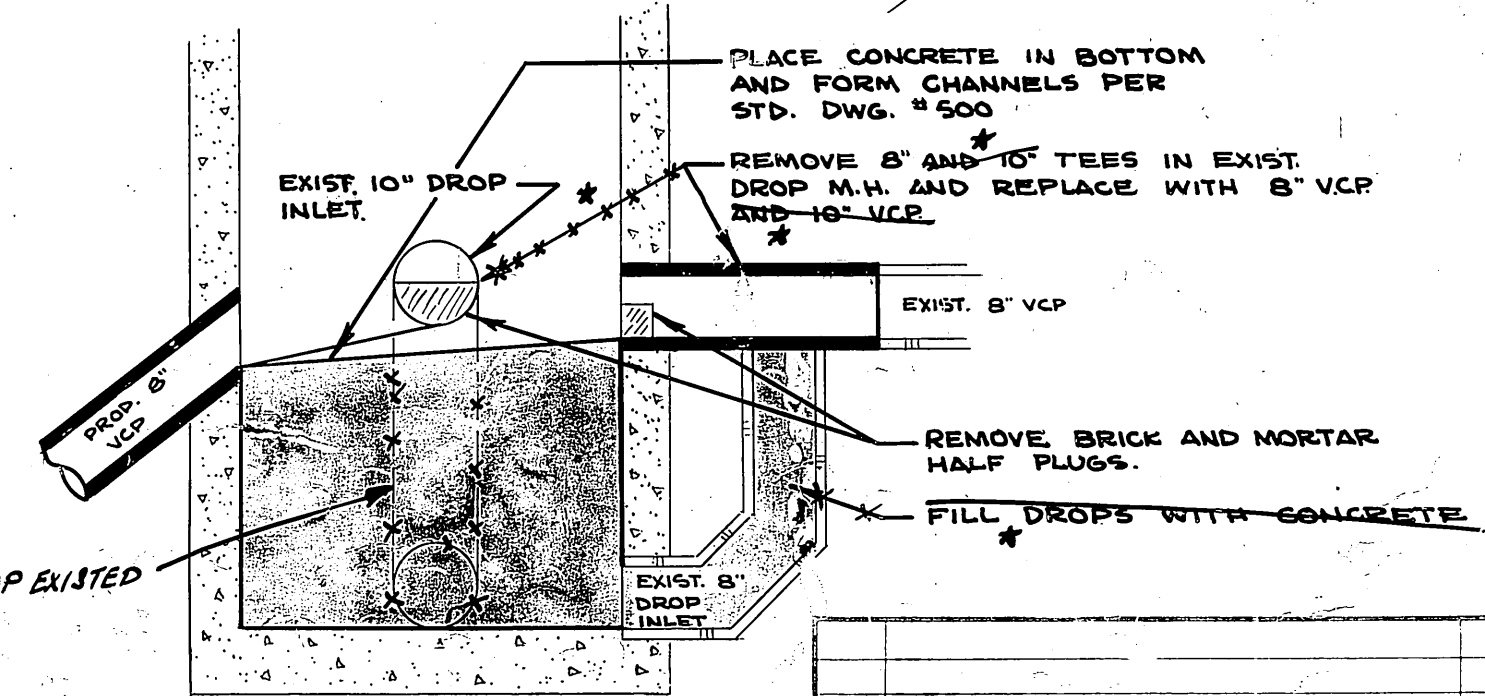 PLACE CONCRETE IN BOTTOM
AND FORM CHANNELS PER
STD. DWG. #500
REMOVE 8" AND 10" TEES IN EXIST.
DROP M.H. AND REPLACE WITH 8" V.C.P.
AND 10" VCP
EXIST. 10" DROP
INLET.
EXIST. 8" VCP
PROP. 8"
VCP
REMOVE BRICK AND MORTAR
HALF PLUGS.
FILL DROPS WITH CONCRETE
P EXISTED
EXIST. 8"
DROP
INLET